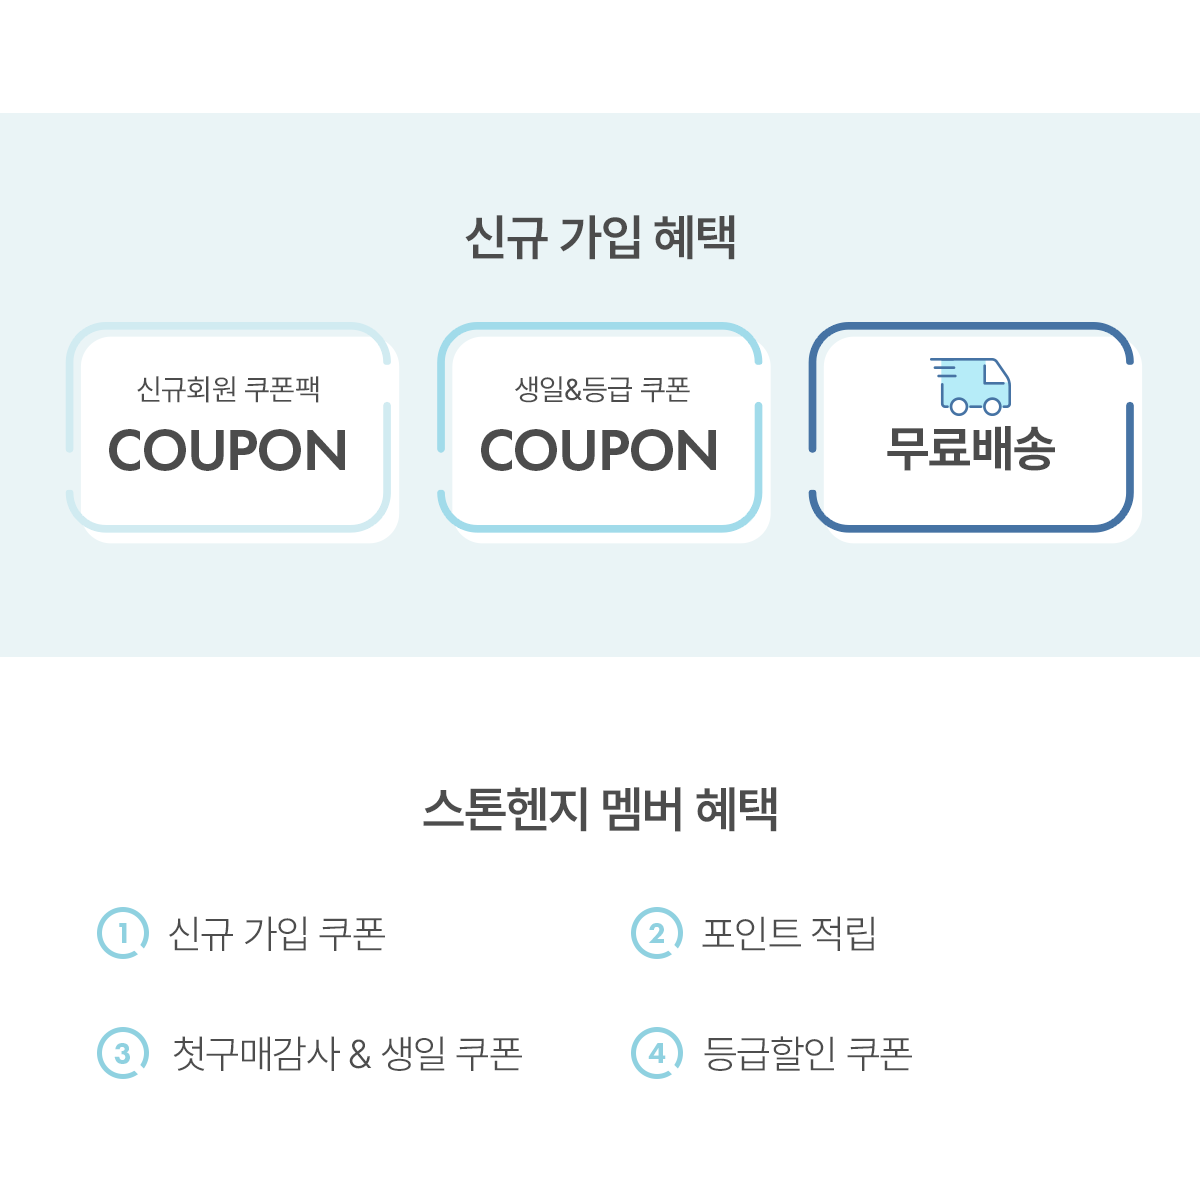 신규 가입 혜택
신규회원 쿠폰팩
COUPON
생일&등급 쿠폰
COUPON
무료배송
스톤헨지 멤버 혜택
1 신규 가입 쿠폰
2 포인트 적립
3 첫구매감사 & 생일 쿠폰
4 등급할인 쿠폰